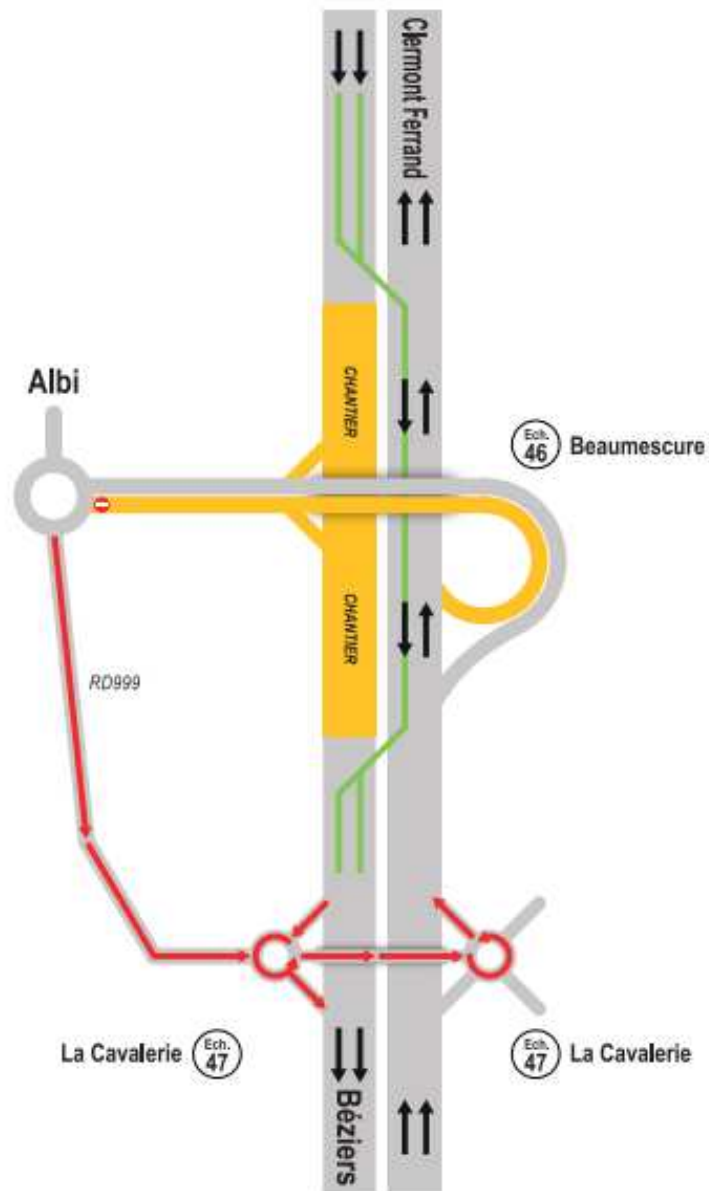 Clermont Ferrand
CHANTIER
Albi
Ech.
46
Beaumescure
CHANTIER
RD999
La Cavalerie
Ech.
47
Ech.
47
La Cavalerie
Béziers